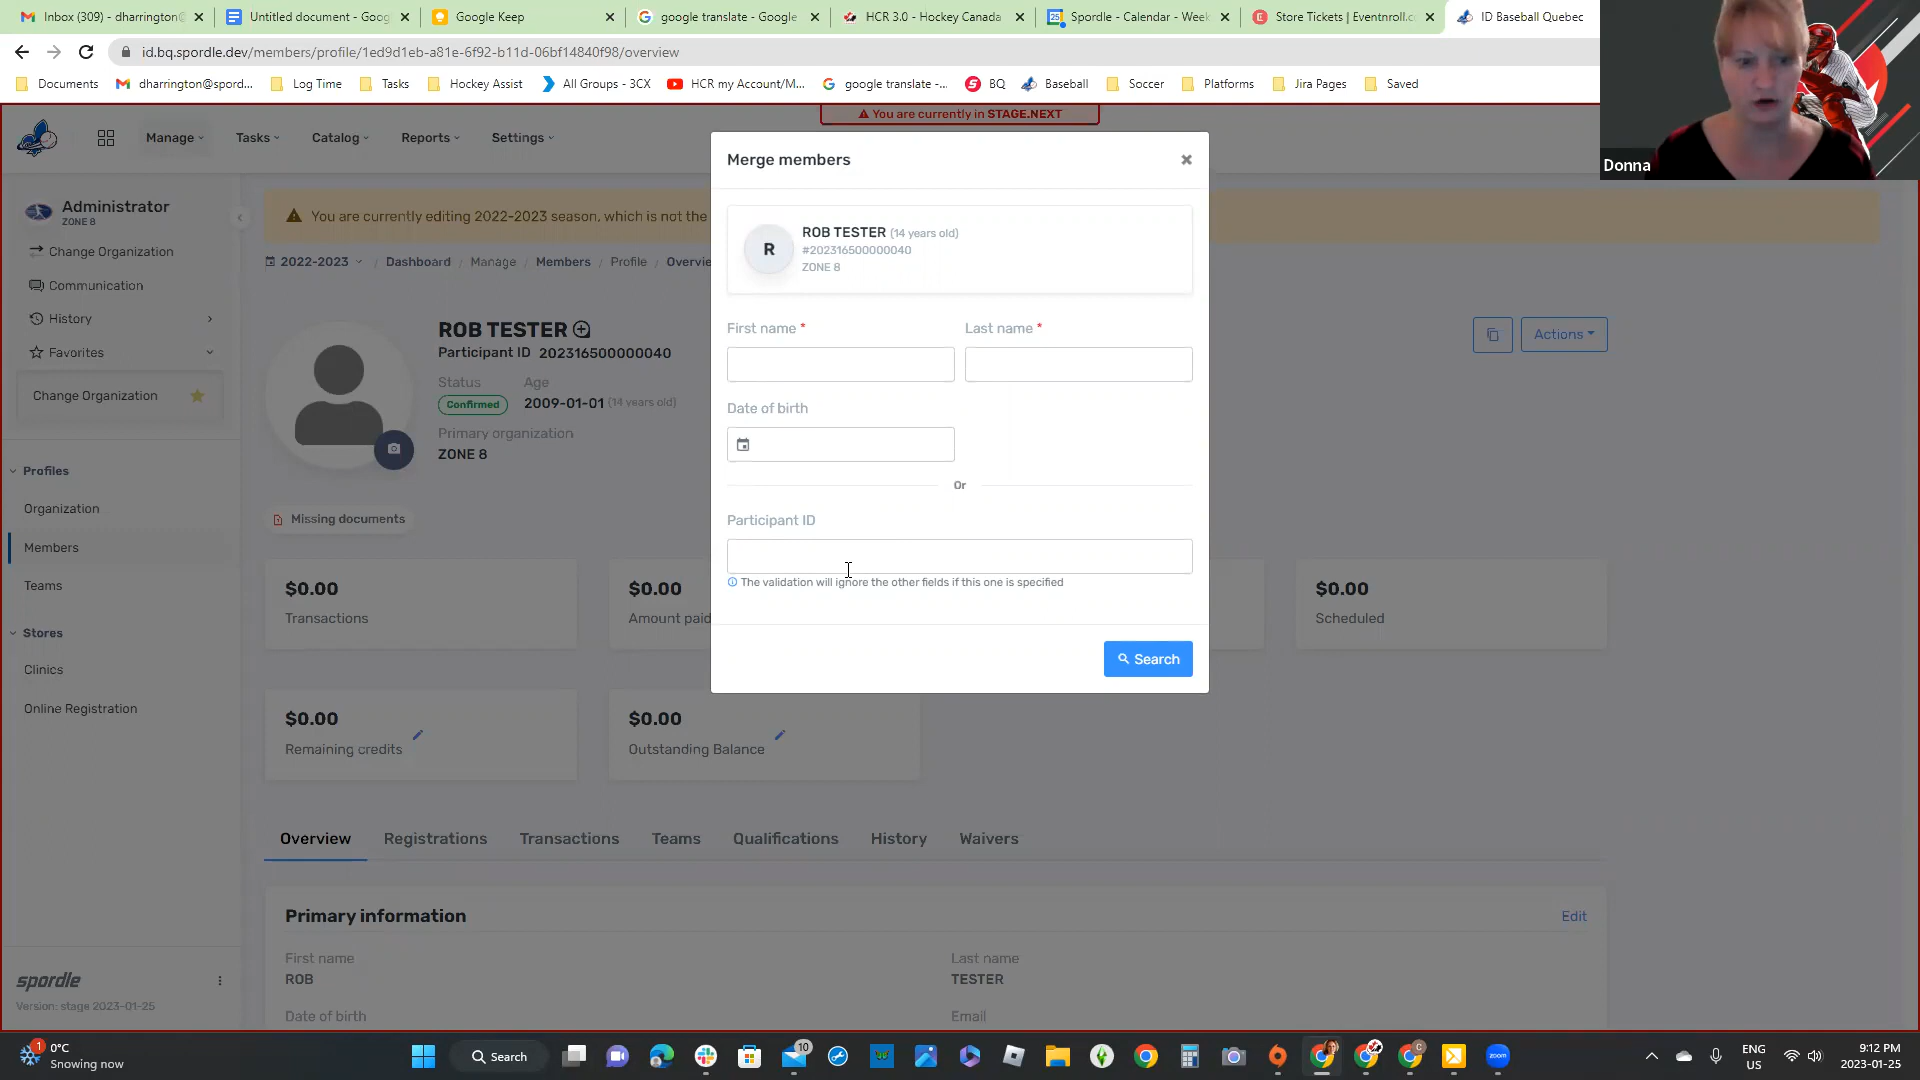 Inbox (309) - dharrington@
Untitled document - Goog
Google Keep
google translate - Google
HCR 3.0 - Hockey Canada
Spordle - Calendar - Week
Store Tickets | Eventnroll.c
ID Baseball Quebec
id.bq.spordle.dev/members/profile/1ed9d1eb-a81e-6f92-b11d-06bf14840f98/overview
Documents
dharrington@spord...
Log Time
Tasks
Hockey Assist
All Groups - 3CX
HCR my Account/M...
google translate -...
BQ
Baseball
Soccer
Platforms
Jira Pages
Saved
You are currently in STAGE.NEXT
Manage
Tasks
Catalog
Reports
Settings
Donna
Administrator
ZONE 8
Change Organization
Communication
History
Favorites
Change Organization
Profiles
Organization
Members
Teams
Stores
Clinics
Online Registration
spordle
Version: stage 2023-01-25
You are currently editing 2022-2023 season, which is not the
2022-2023 / Dashboard / Manage / Members / Profile / Overvie
ROB TESTER
Participant ID 202316500000040
Status
Age
Confirmed
2009-01-01 (14 years old)
Primary organization
ZONE 8
Missing documents
Actions
$0.00
Transactions
$0.00
Amount paid
$0.00
Scheduled
$0.00
Remaining credits
$0.00
Outstanding Balance
Overview
Registrations
Transactions
Teams
Qualifications
History
Waivers
Primary information
Edit
First name
ROB
Last name
TESTER
Date of birth
Email
Merge members
R
ROB TESTER (14 years old)
#202316500000040
ZONE 8
First name *
Last name *
Date of birth
Or
Participant ID
The validation will ignore the other fields if this one is specified
Search
1
0°C
Snowing now
Search
10
zoom
ENG
US
9:12 PM
2023-01-25